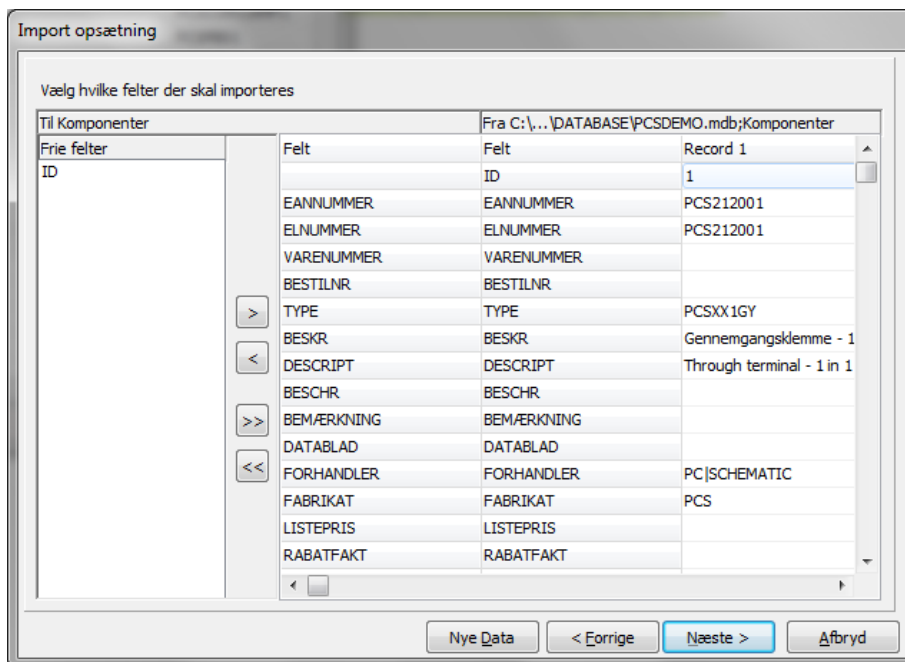 Import opsætning
Vælg hvilke felter der skal importeres
Til Komponenter Fra C:\...\DATABASE\PCSDEMO.mdb;Komponenter
Frie felter Felt Felt Record 1
ID ID 1
EANNUMMER EANNUMMER PCS212001
ELNUMMER ELNUMMER PCS212001
VARENUMMER VARENUMMER
BESTILNR BESTILNR
> TYPE TYPE PCSXX1GY
BESKR BESKR Gennemgangsklemme - 1
< DESCRIPT DESCRIPT Through terminal - 1 in 1
BESCHR BESCHR
>> BEMÆRKNING BEMÆRKNING
DATABLAD DATABLAD
<< FORHANDLER FORHANDLER PC|SCHEMATIC
FABRIKAT FABRIKAT PCS
LISTEPRIS LISTEPRIS
RABATFAKT RABATFAKT
Nye Data < Forrige Næste > Afbryd